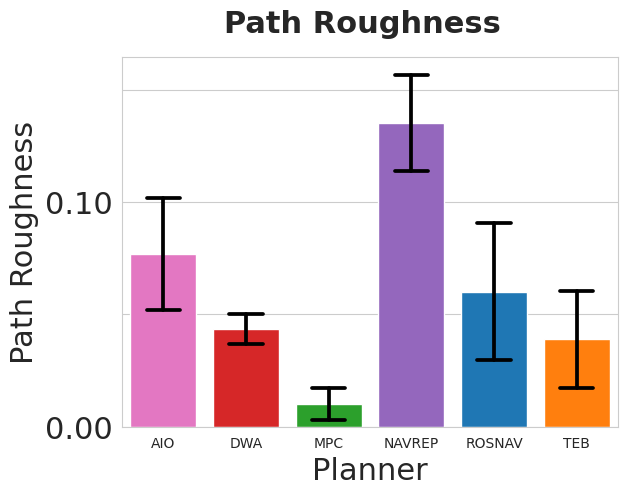 Path Roughness
Path Roughness
0.10
0.00
AIO DWA MPC NAVREP ROSNAV TEB
Planner